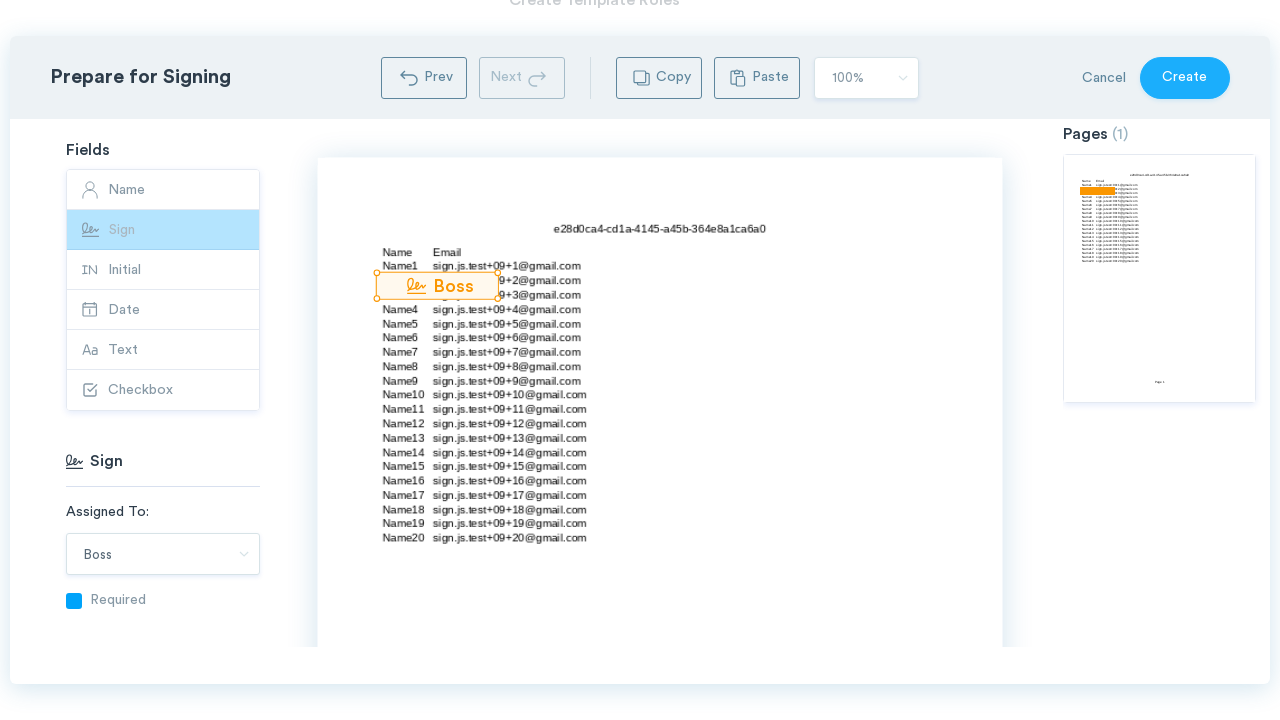 Create Template Roles
Prepare for Signing
Prev
Next
Copy
Paste
100%
Cancel
Create
Fields
Name
Sign
Initial
Date
Text
Checkbox
Sign
Assigned To:
Boss
Required
e28d0ca4-cd1a-4145-a45b-364e8a1ca6a0
Name Email
Name1 sign.js.test+09+1@gmail.com
09+2@gmail.com
Boss
09+3@gmail.com
Name4 sign.js.test+09+4@gmail.com
Name5 sign.js.test+09+5@gmail.com
Name6 sign.js.test+09+6@gmail.com
Name7 sign.js.test+09+7@gmail.com
Name8 sign.js.test+09+8@gmail.com
Name9 sign.js.test+09+9@gmail.com
Name10 sign.js.test+09+10@gmail.com
Name11 sign.js.test+09+11@gmail.com
Name12 sign.js.test+09+12@gmail.com
Name13 sign.js.test+09+13@gmail.com
Name14 sign.js.test+09+14@gmail.com
Name15 sign.js.test+09+15@gmail.com
Name16 sign.js.test+09+16@gmail.com
Name17 sign.js.test+09+17@gmail.com
Name18 sign.js.test+09+18@gmail.com
Name19 sign.js.test+09+19@gmail.com
Name20 sign.js.test+09+20@gmail.com
Pages (1)